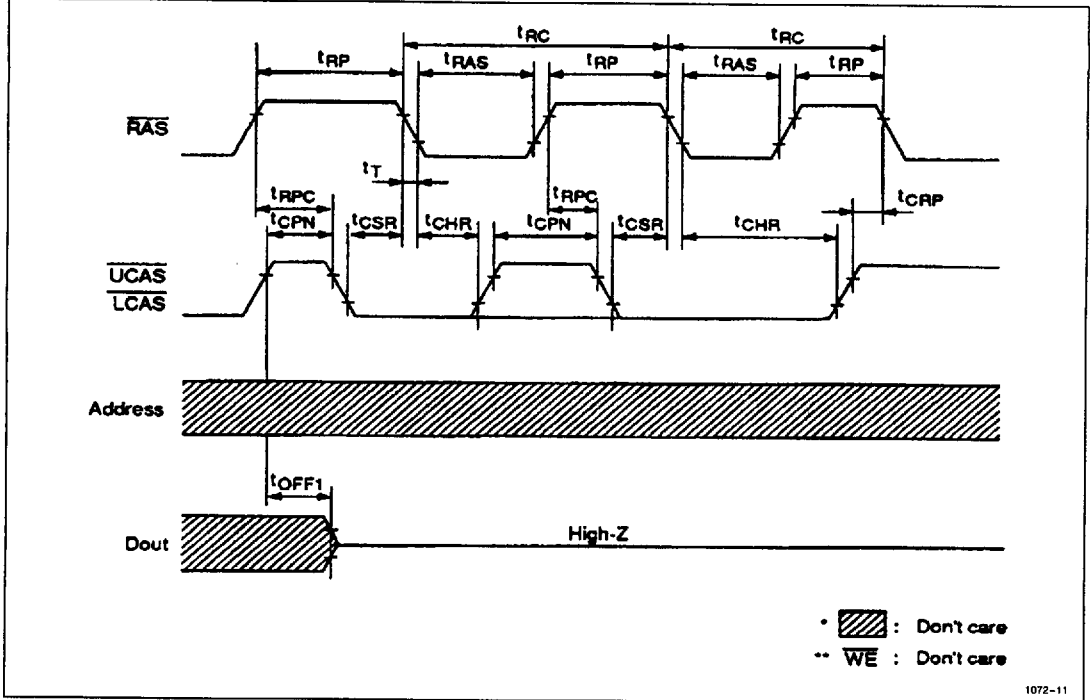 tRC tRC
tRP tRAS tRP tRAS tRP
RAS
tT
tRPC tRPC tCRP
tCPN tCSR tCHR tCPN tCSR tCHR
UCAS
LCAS
Address
tOFF1
Dout High-Z
* : Don't care
** WE : Don't care
1072-11